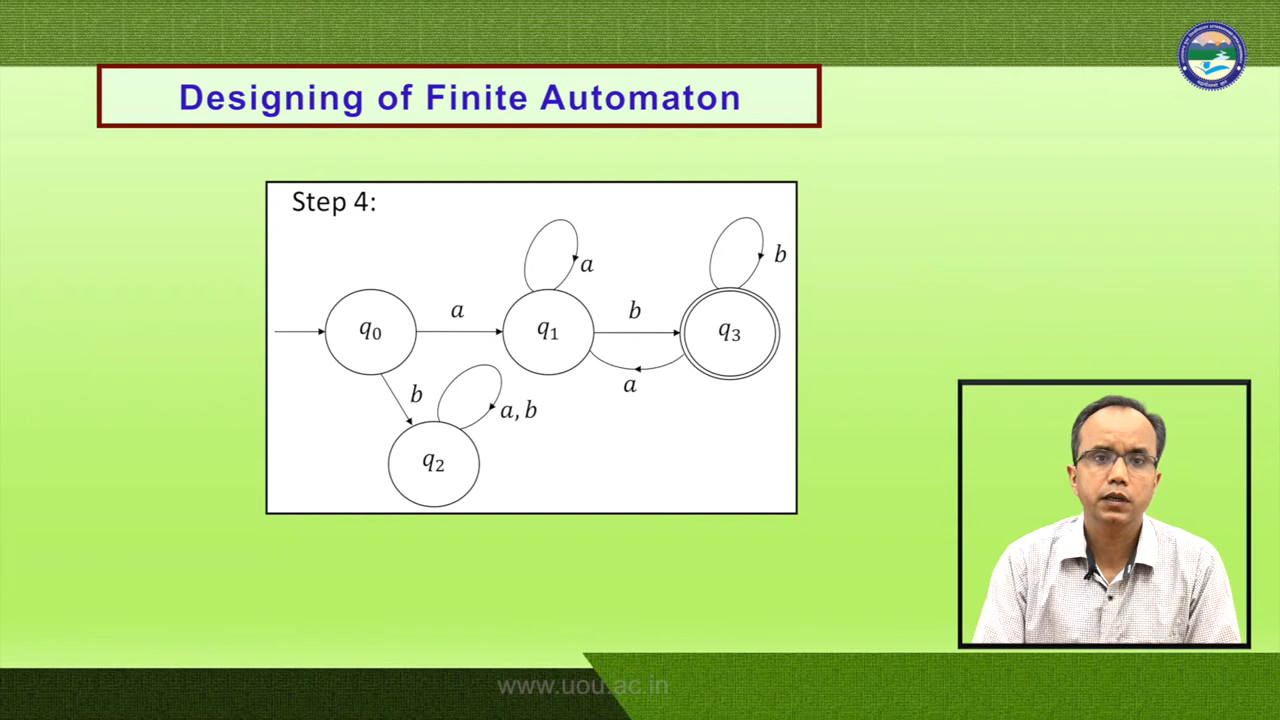 Designing of Finite Automaton
Step 4:
a
b
a
b
q₀
a
q₁
b
q₃
a
b
a, b
q₂
www.uou.ac.in